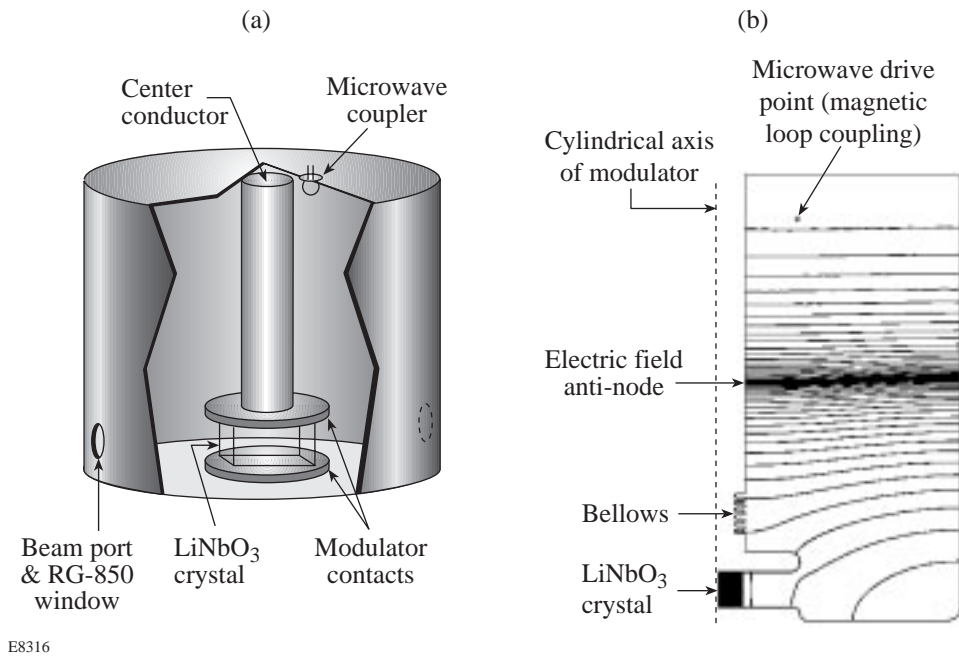 (a)
Center
conductor
Microwave
coupler
Beam port
& RG-850
window
LiNbO₃
crystal
Modulator
contacts
(b)
Microwave drive
point (magnetic
loop coupling)
Cylindrical axis
of modulator
Electric field
anti-node
Bellows
LiNbO₃
crystal
E8316